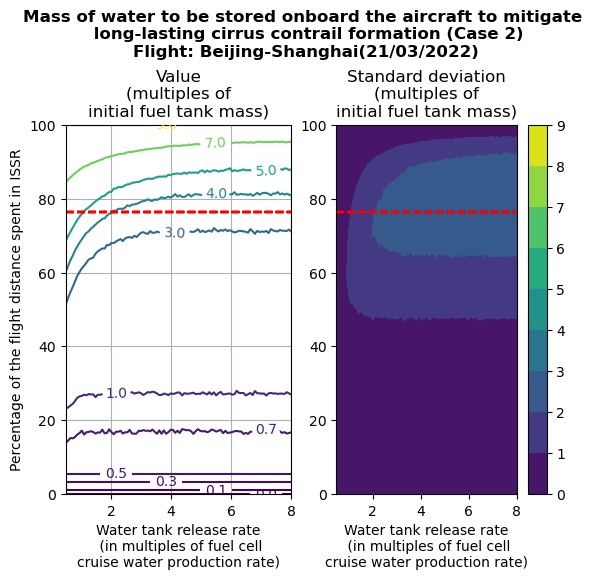 Mass of water to be stored onboard the aircraft to mitigate
long-lasting cirrus contrail formation (Case 2)
Flight: Beijing-Shanghai(21/03/2022)
Value
(multiples of
initial fuel tank mass)
Standard deviation
(multiples of
initial fuel tank mass)
Percentage of the flight distance spent in ISSR
100
80
60
40
20
0
2
4
6
8
7.0
5.0
4.0
3.0
1.0
0.7
0.5
0.3
0.1
Water tank release rate
(in multiples of fuel cell
cruise water production rate)
100
80
60
40
20
0
2
4
6
8
Water tank release rate
(in multiples of fuel cell
cruise water production rate)
9
8
7
6
5
4
3
2
1
0